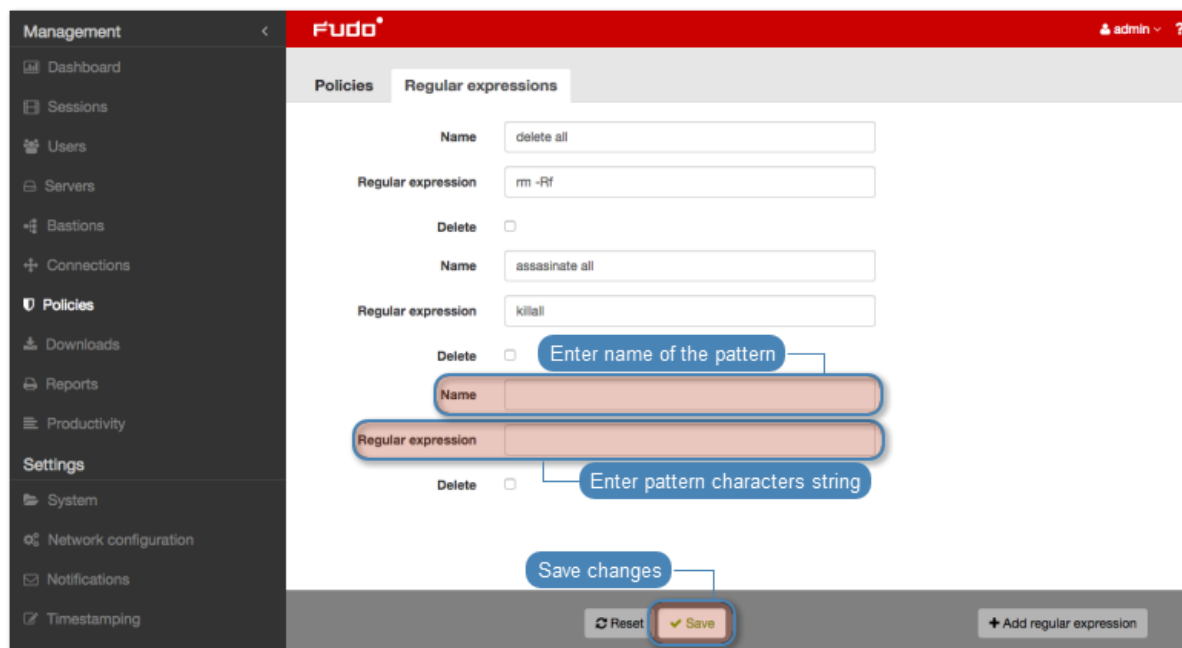 Management <
FUDO
admin
?
Dashboard
Sessions
Users
Servers
Bastions
Connections
Policies
Downloads
Reports
Productivity
Settings
System
Network configuration
Notifications
Timestamping
Policies Regular expressions
Name delete all
Regular expression rm -Rf
Delete
Name assasinate all
Regular expression killall
Delete
Enter name of the pattern
Name
Regular expression
Enter pattern characters string
Delete
Save changes
Reset Save + Add regular expression